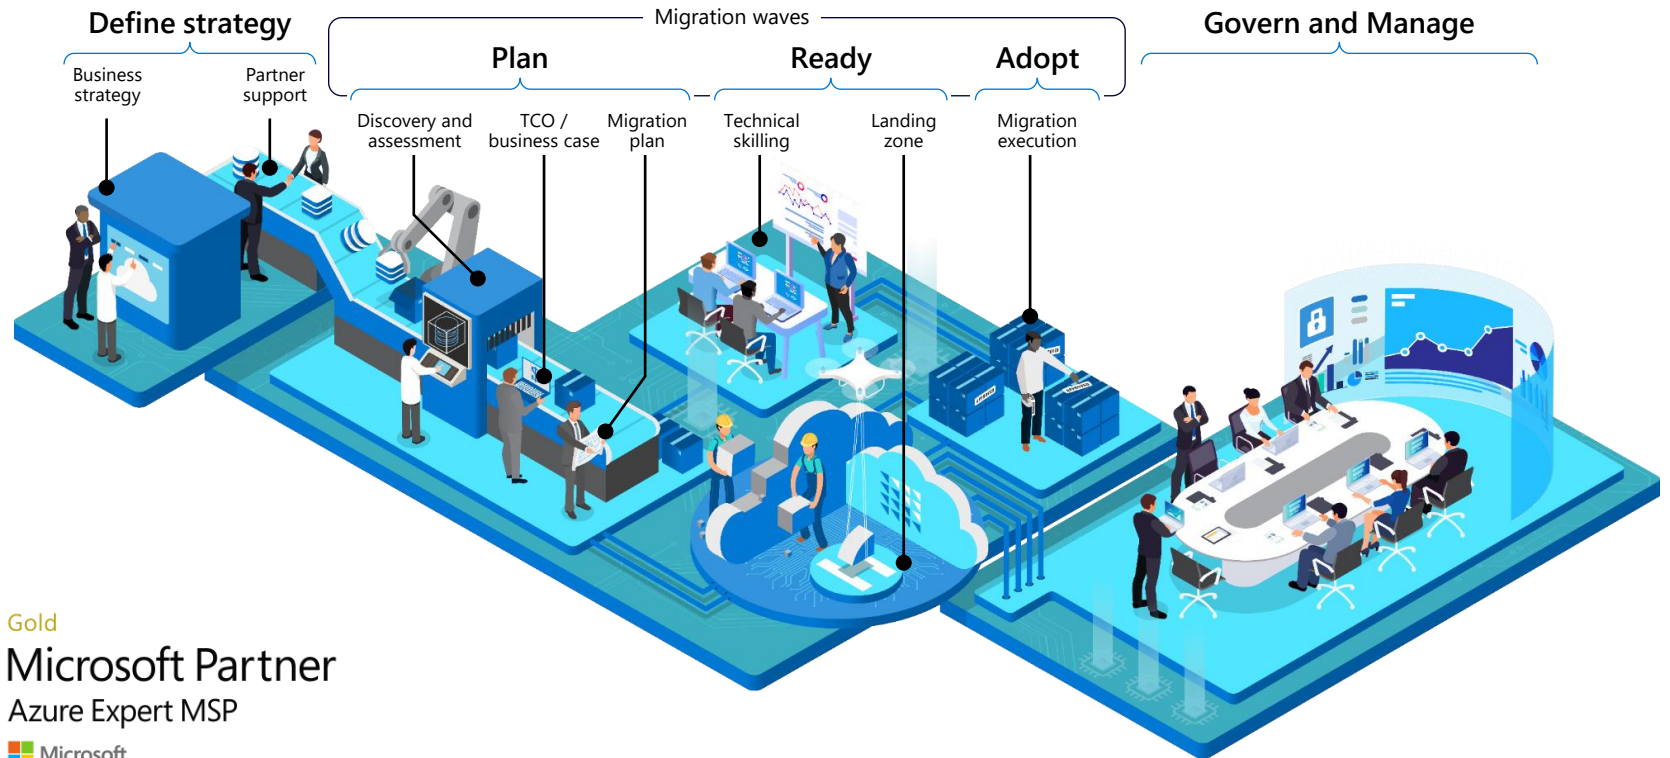 Define strategy
Migration waves
Govern and Manage
Plan
Ready
Adopt
Business
strategy
Partner
support
Discovery and
assessment
TCO /
business case
Migration
plan
Technical
skilling
Landing
zone
Migration
execution
Gold
Microsoft Partner
Azure Expert MSP
Microsoft